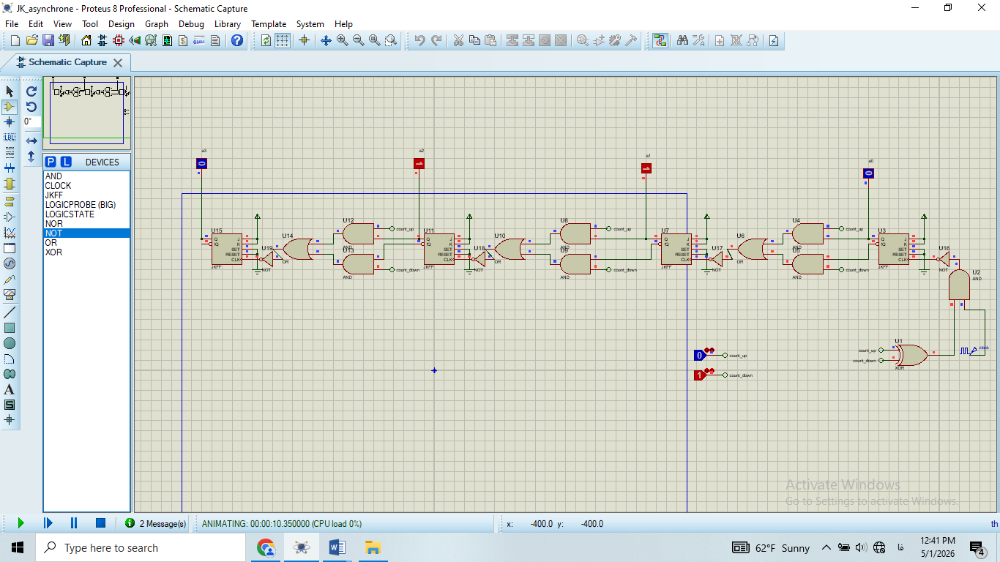 JK_asynchrone - Proteus 8 Professional - Schematic Capture
File Edit View Tool Design Graph Debug Library Template System Help
Schematic Capture
0°
LBL
A
S
P L DEVICES
AND
CLOCK
JKFF
LOGICPROBE (BIG)
LOGICSTATE
NOR
NOT
OR
XOR
a3 a2 a1 a0
0 1 1 0
U15 U14 U12 U11 U10 U8 U7 U6 U4 U3
count_up count_up count_up
Q J Q J Q J Q J
!Q K !Q K !Q K !Q K
SET SET SET SET
RESET RESET RESET RESET
CLK CLK CLK CLK
AND AND AND
U19 U13 U18 U9 U17 U16
JKFF NOT OR JKFF NOT OR JKFF NOT OR JKFF NOT
AND count_down AND count_down AND count_down
U2
AND
U1
count_up
count_down
XOR
clock
0 count_up
1 count_down
Activate Windows
Go to Settings to activate Windows.
2 Message(s) ANIMATING: 00:00:10.350000 (CPU load 0%) x: -400.0 y: -400.0 th
Type here to search
62°F Sunny
فا
12:41 PM
5/1/2026
4